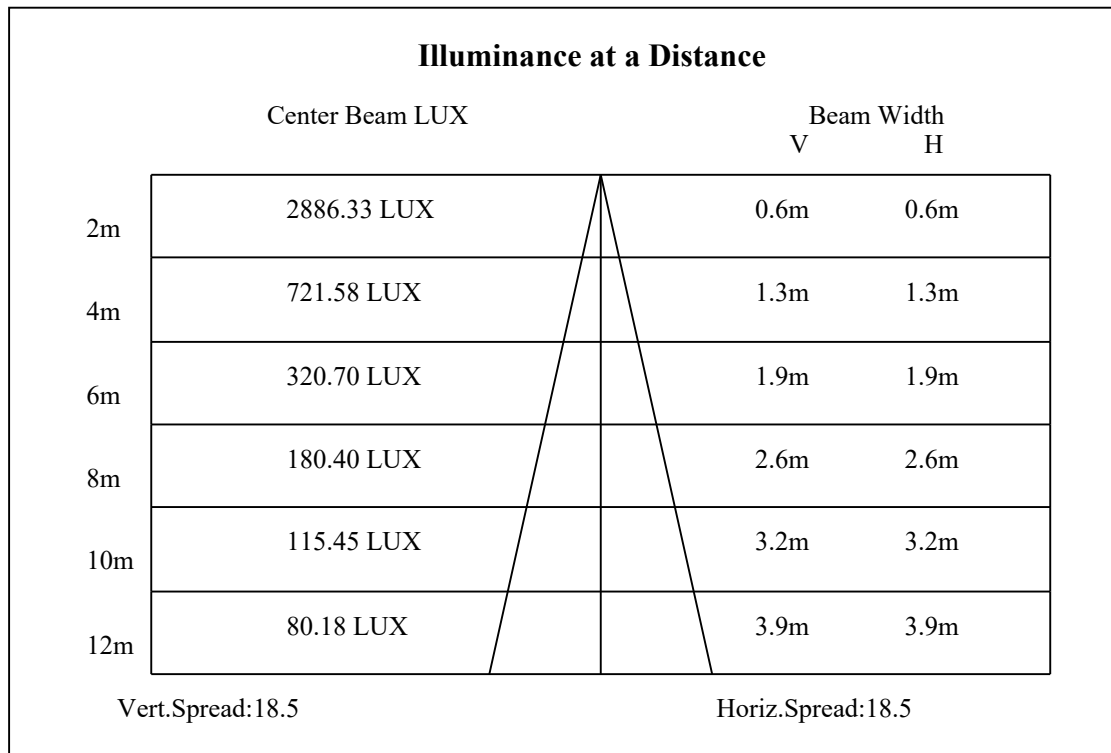 Illuminance at a Distance
Center Beam LUX Beam Width
V H
2m 2886.33 LUX 0.6m 0.6m
4m 721.58 LUX 1.3m 1.3m
6m 320.70 LUX 1.9m 1.9m
8m 180.40 LUX 2.6m 2.6m
10m 115.45 LUX 3.2m 3.2m
12m 80.18 LUX 3.9m 3.9m
Vert.Spread:18.5 Horiz.Spread:18.5